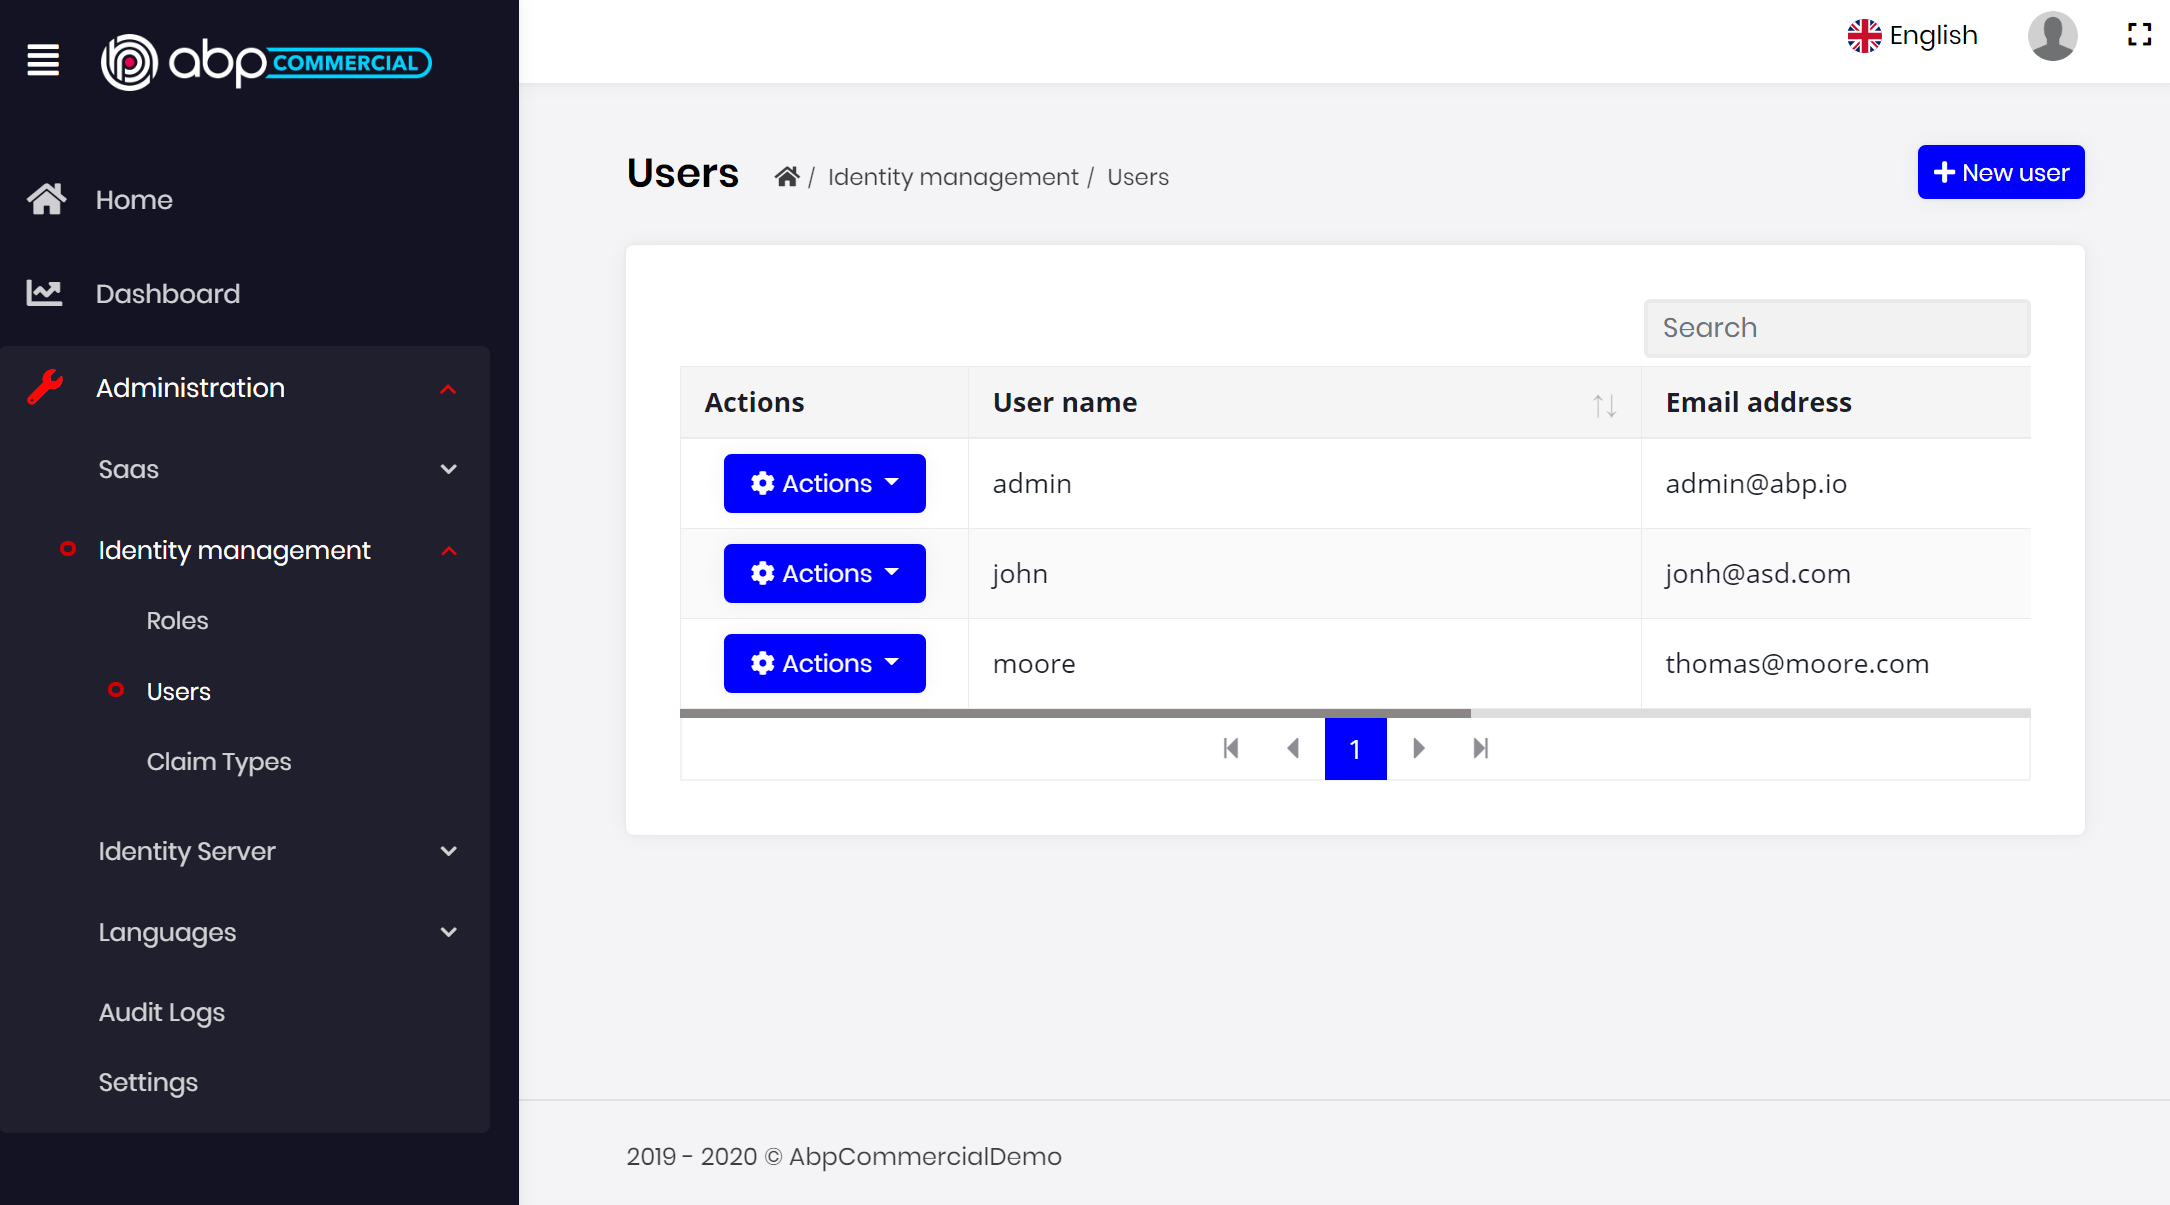 abp COMMERCIAL
English
Home
Dashboard
Administration
Saas
Identity management
Roles
Users
Claim Types
Identity Server
Languages
Audit Logs
Settings
Users / Identity management / Users
+ New user
Search
Actions User name Email address
Actions admin admin@abp.io
Actions john jonh@asd.com
Actions moore thomas@moore.com
1
2019 - 2020 © AbpCommercialDemo